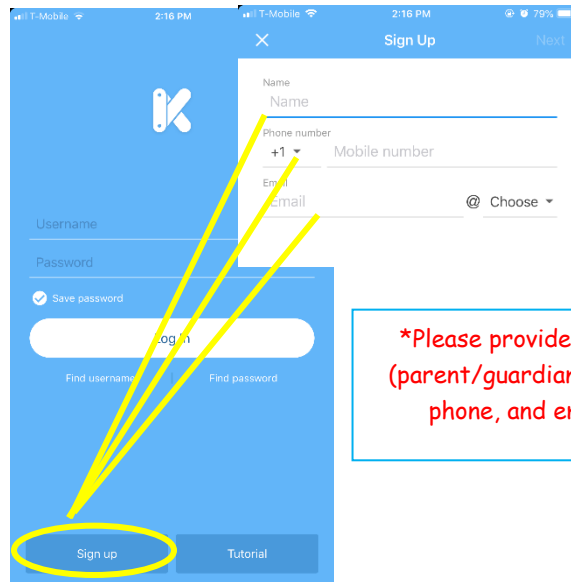 T-Mobile 2:16 PM
Username
Password
Save password
Log In
Find username | Find password
Sign up
Tutorial
T-Mobile 2:16 PM 79%
Sign Up
Next
Name
Name
Phone number
+1 Mobile number
Email
Email @ Choose
*Please provide
(parent/guardian
phone, and